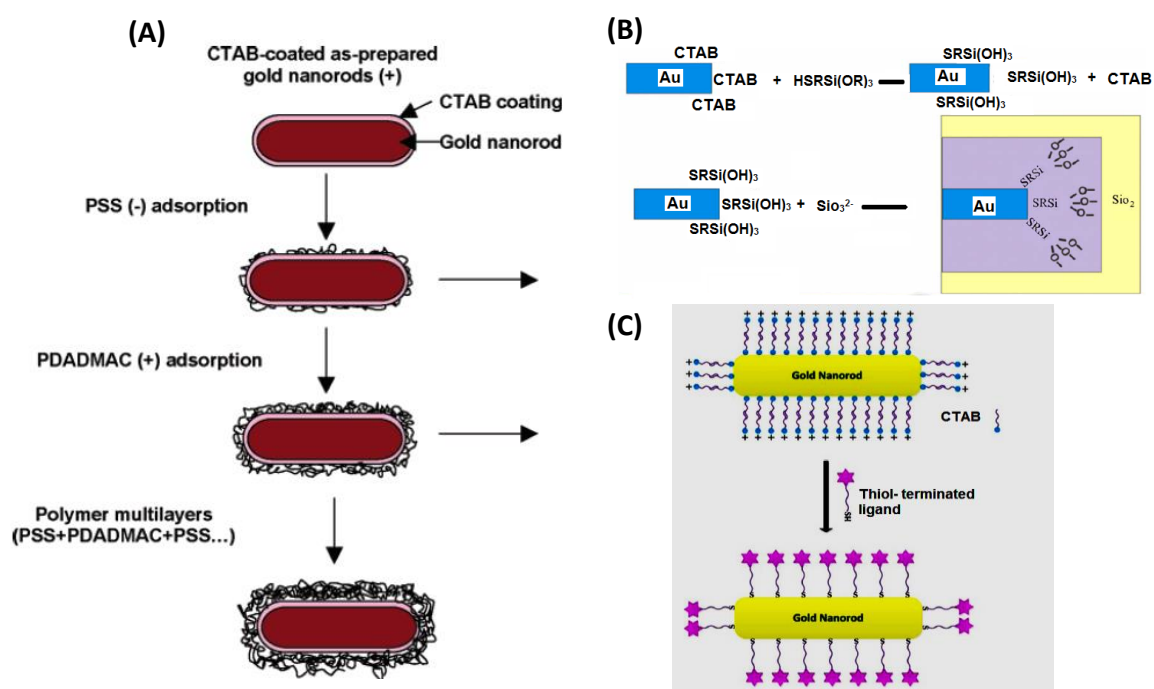 (A)
CTAB-coated as-prepared
gold nanorods (+)
CTAB coating
Gold nanorod
PSS (-) adsorption
PDADMAC (+) adsorption
Polymer multilayers
(PSS+PDADMAC+PSS...)
(B)
CTAB
Au
CTAB
CTAB
+ HSRSi(OR)₃
SRSi(OH)₃
Au
SRSi(OH)₃ + CTAB
SRSi(OH)₃
SRSi(OH)₃
Au
SRSi(OH)₃ + Sio₃²⁻
SRSi(OH)₃
Au
SRSi
SRSi
SRSi
Sio₂
(C)
+ + + + + + + + + + + +
+ + +
Gold Nanorod
+ + +
+ + + + + + + + + + + +
CTAB
Thiol- terminated
ligand
SH
S S S S S S S
S S
Gold Nanorod
S S
S S S S S S S